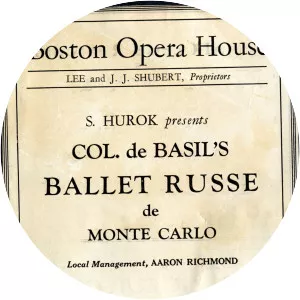 Boston Opera House
LEE and J. J. SHUBERT, Proprietors
S. HUROK presents
COL. de BASIL'S
BALLET RUSSE
de
MONTE CARLO
Local Management, AARON RICHMOND